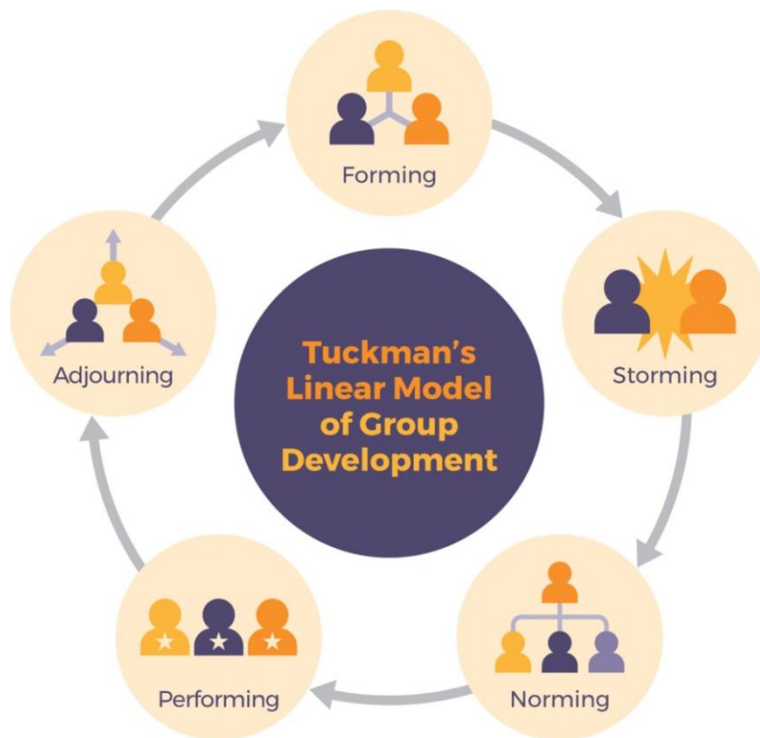 Tuckman’s
Linear Model
of Group
Development
Forming
Storming
Norming
Performing
Adjourning